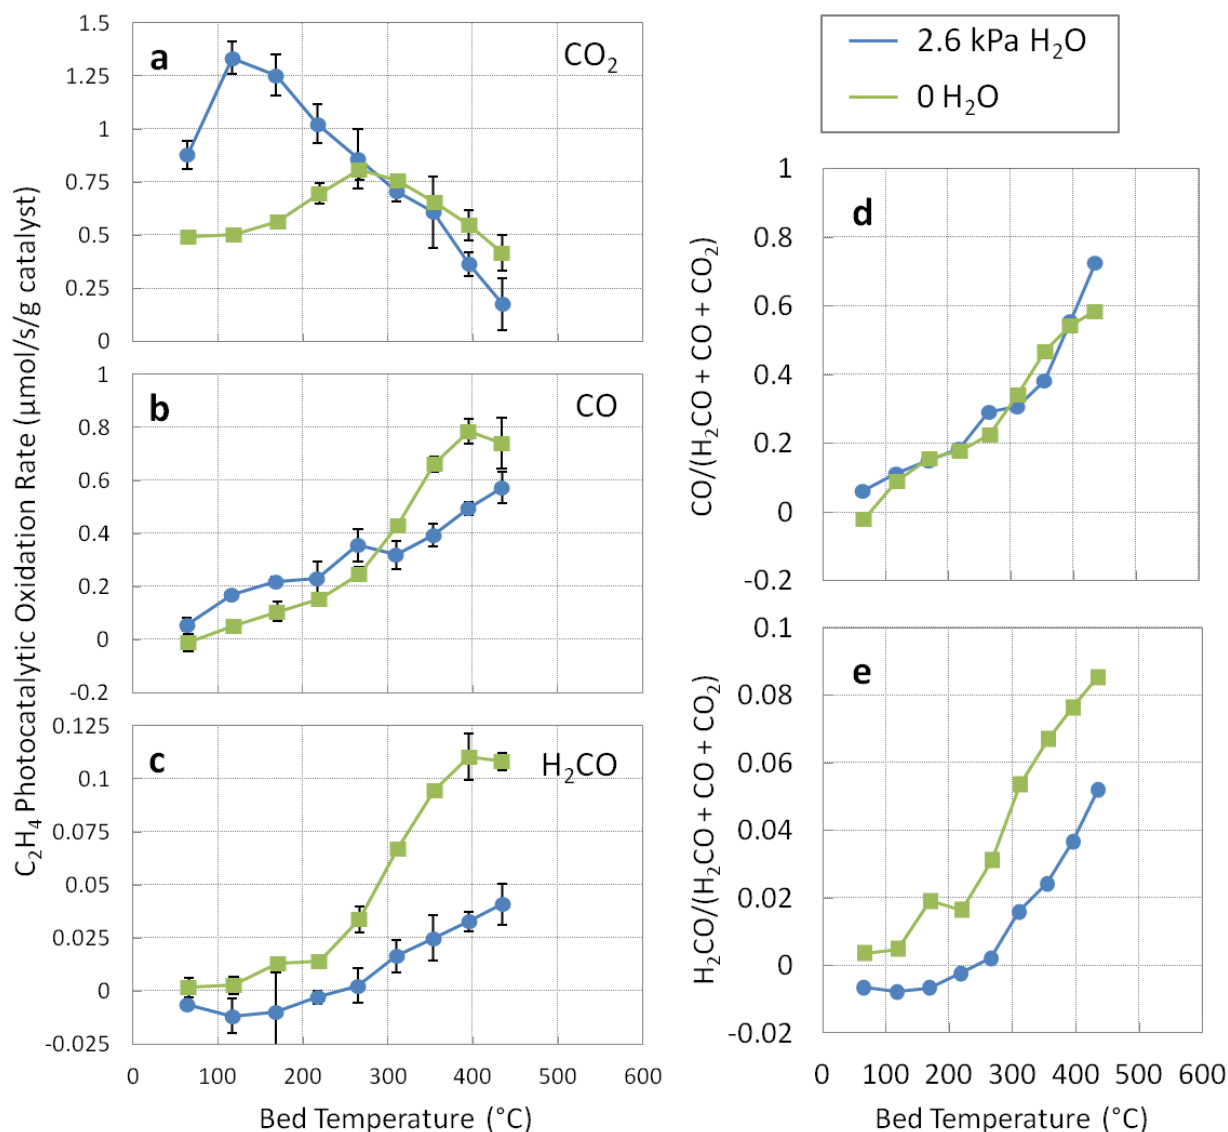 C₂H₄ Photocatalytic Oxidation Rate (μmol/s/g catalyst)
a
CO₂
1.5
1.25
1
0.75
0.5
0.25
0
b
CO
1
0.8
0.6
0.4
0.2
0
-0.2
c
H₂CO
0.125
0.1
0.075
0.05
0.025
0
-0.025
0 100 200 300 400 500 600
Bed Temperature (°C)
2.6 kPa H₂O
0 H₂O
CO/(H₂CO + CO + CO₂)
d
1
0.8
0.6
0.4
0.2
0
-0.2
H₂CO/(H₂CO + CO + CO₂)
e
0.1
0.08
0.06
0.04
0.02
0
-0.02
0 100 200 300 400 500 600
Bed Temperature (°C)